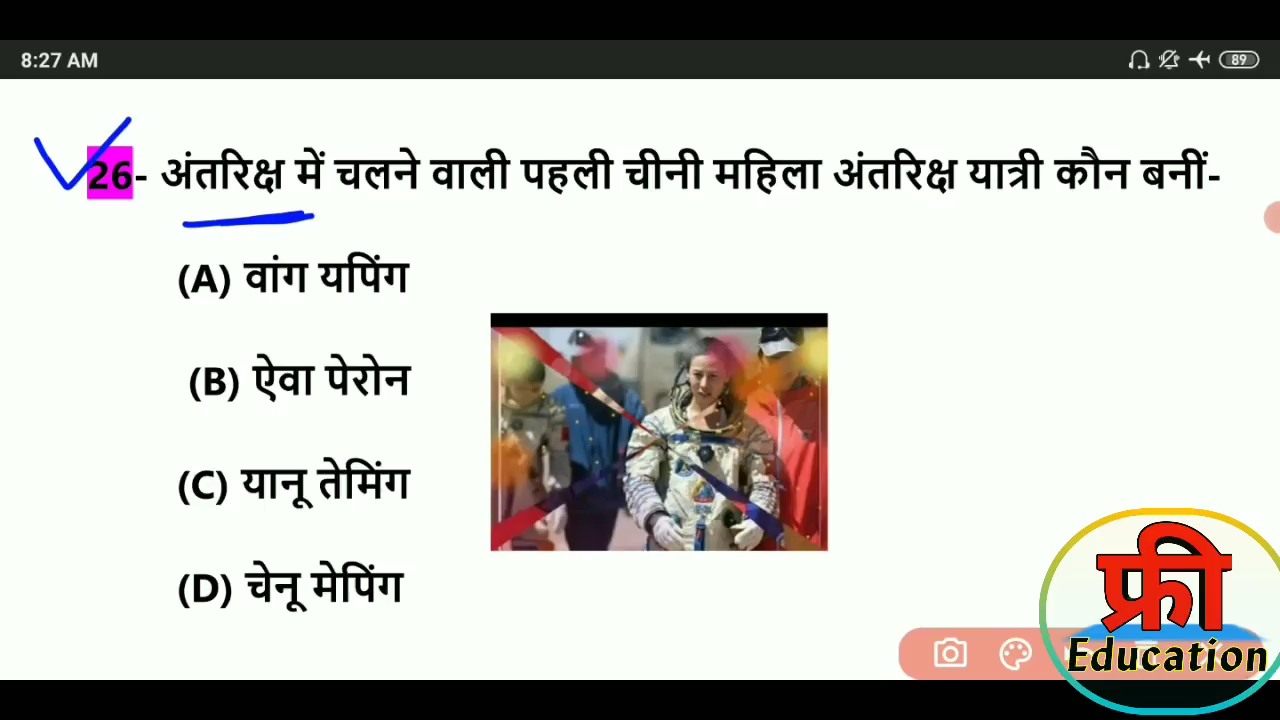 8:27 AM
89
26- अंतरिक्ष में चलने वाली पहली चीनी महिला अंतरिक्ष यात्री कौन बनीं-
(A) वांग यपिंग
(B) ऐवा पेरोन
(C) यानू तेमिंग
(D) चेनू मेपिंग
फ्री
Education